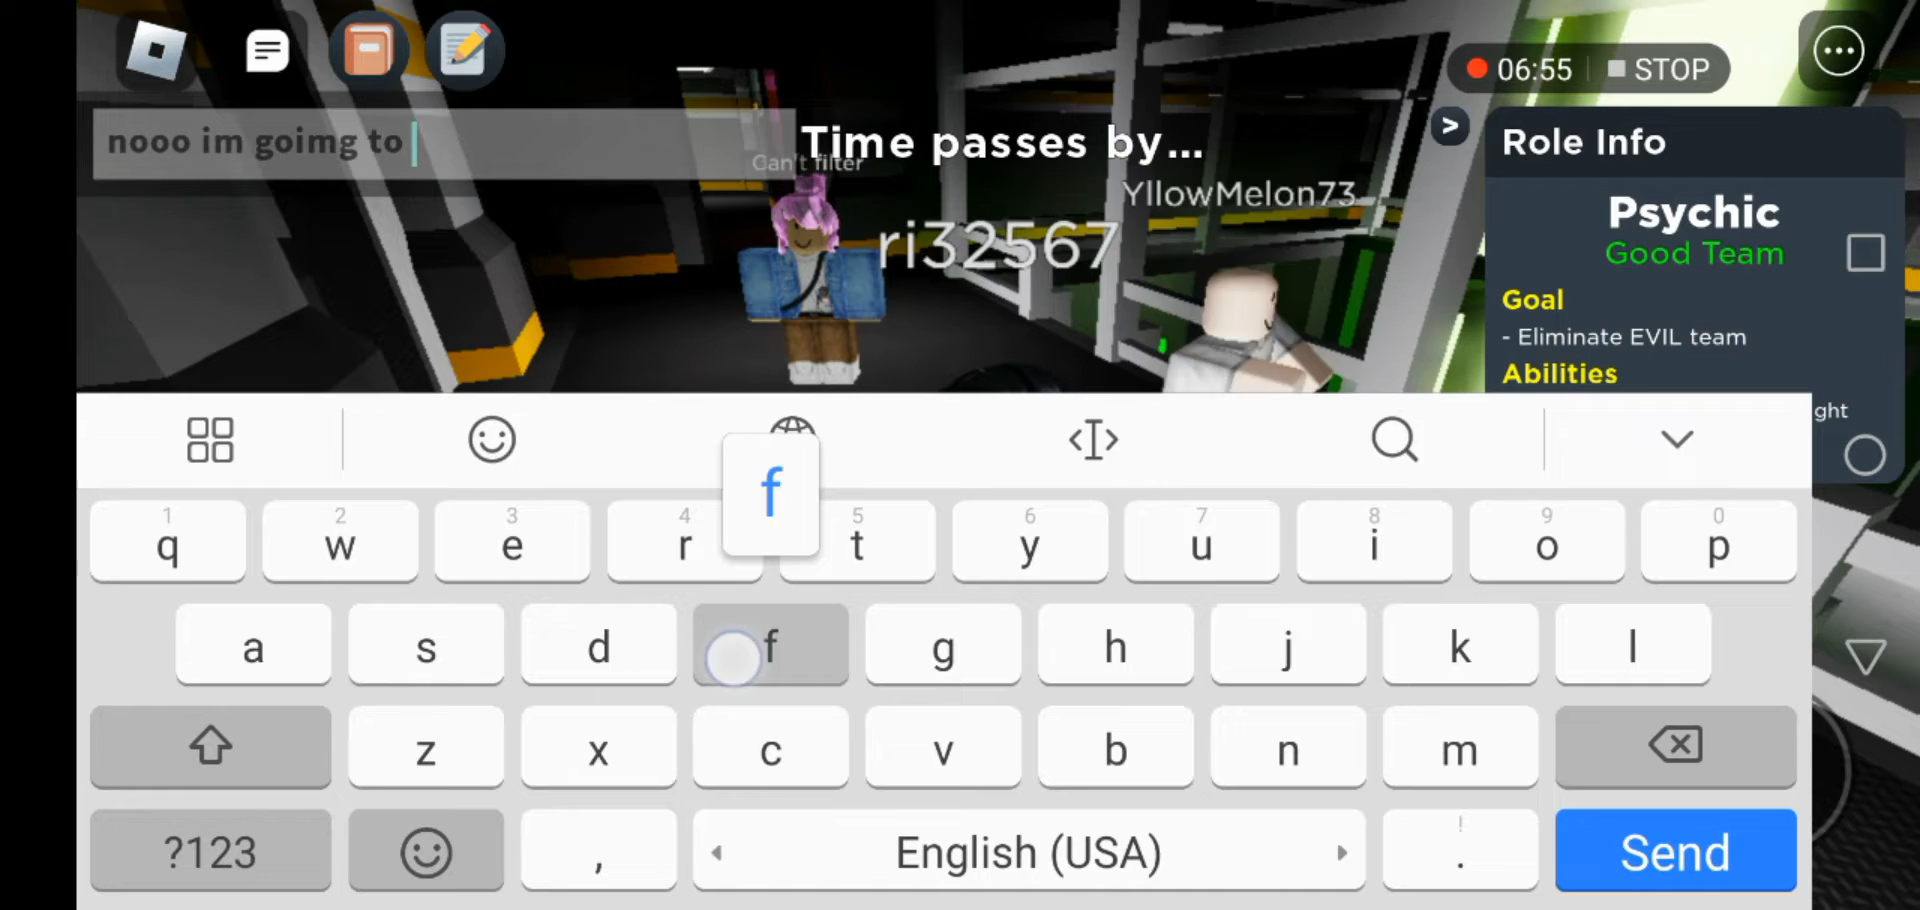 06:55 STOP
nooo im goimg to
Time passes by...
Can't filter
YllowMelon73
ri32567
>
Role Info
Psychic
Good Team
Goal
- Eliminate EVIL team
Abilities
ght
f
1 2 3 4 5 6 7 8 9 0
q w e r t y u i o p
a s d f g h j k l
z x c v b n m
!
?123 , English (USA) . Send